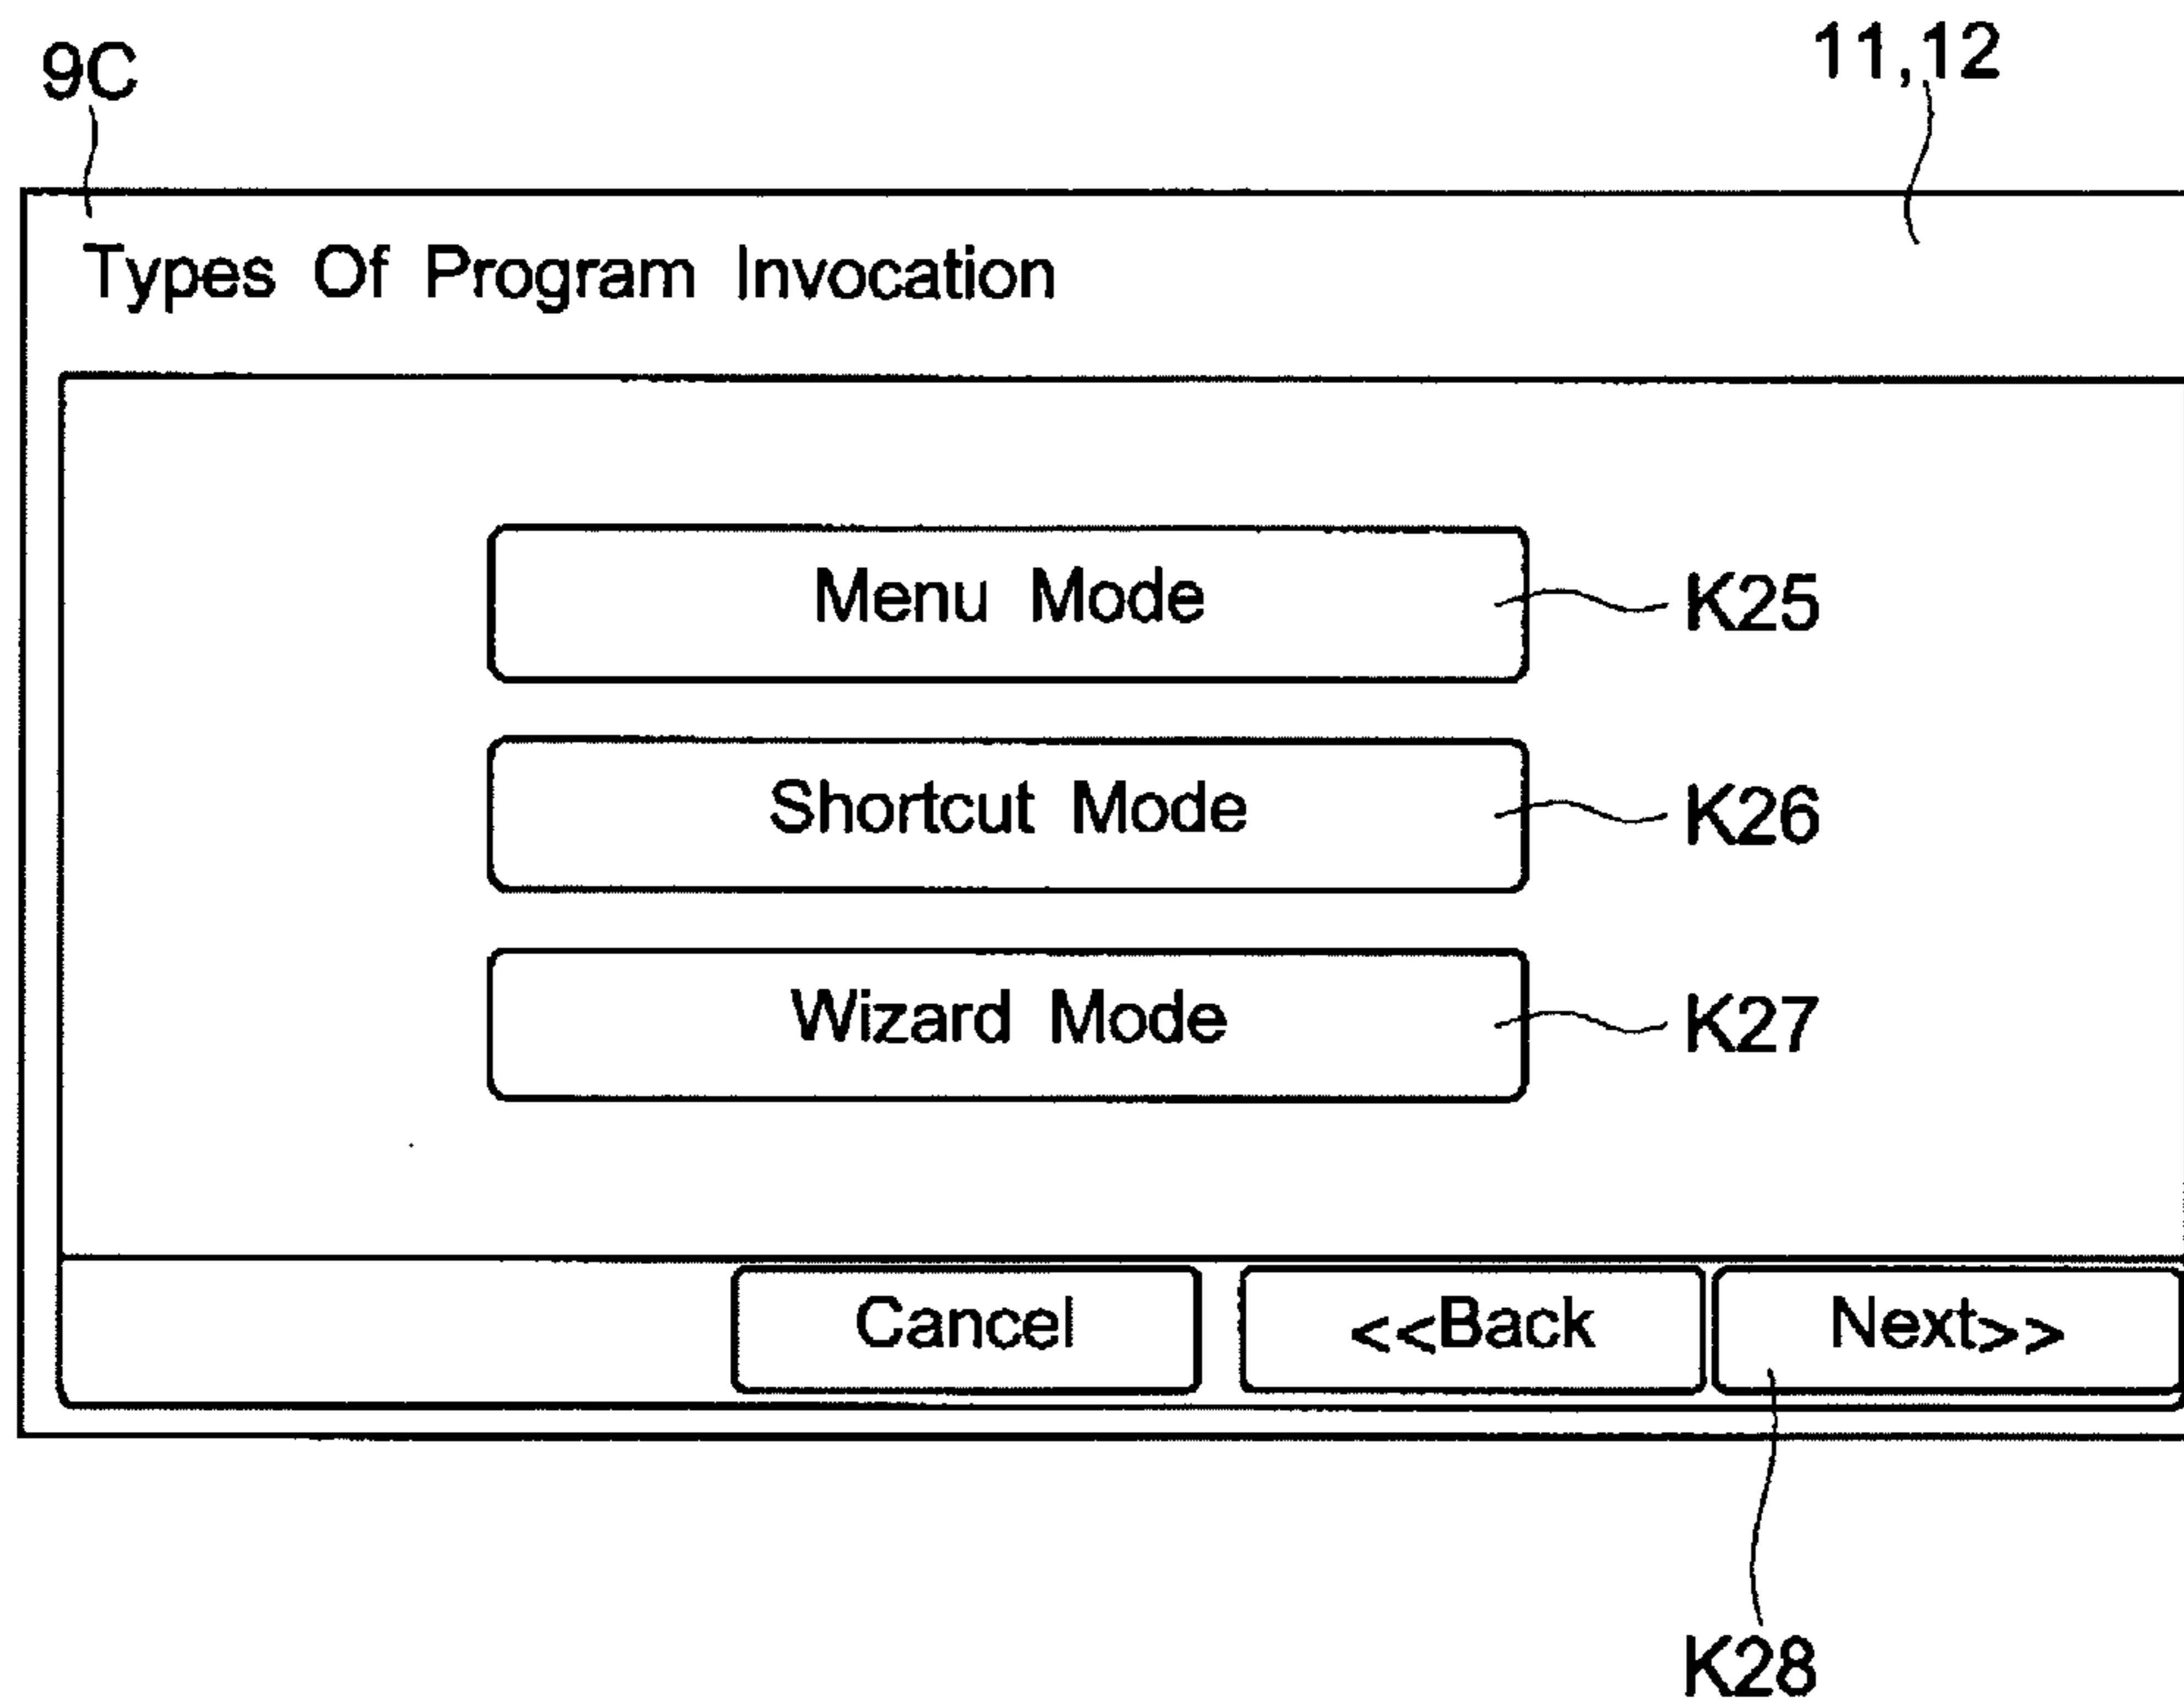 9C
11,12
Types Of Program Invocation
Menu Mode
K25
Shortcut Mode
K26
Wizard Mode
K27
Cancel
<<Back
Next>>
K28